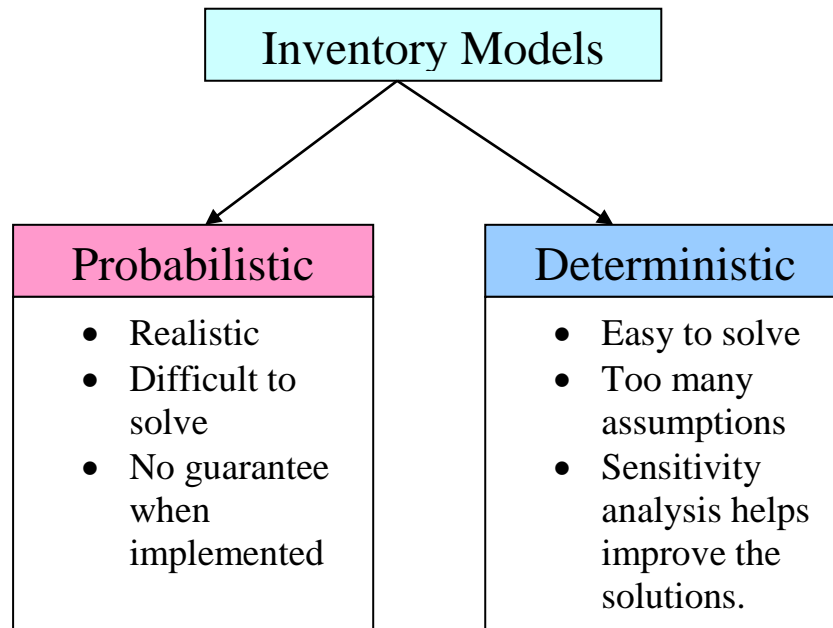 Inventory Models
Probabilistic
• Realistic
• Difficult to
solve
• No guarantee
when
implemented
Deterministic
• Easy to solve
• Too many
assumptions
• Sensitivity
analysis helps
improve the
solutions.